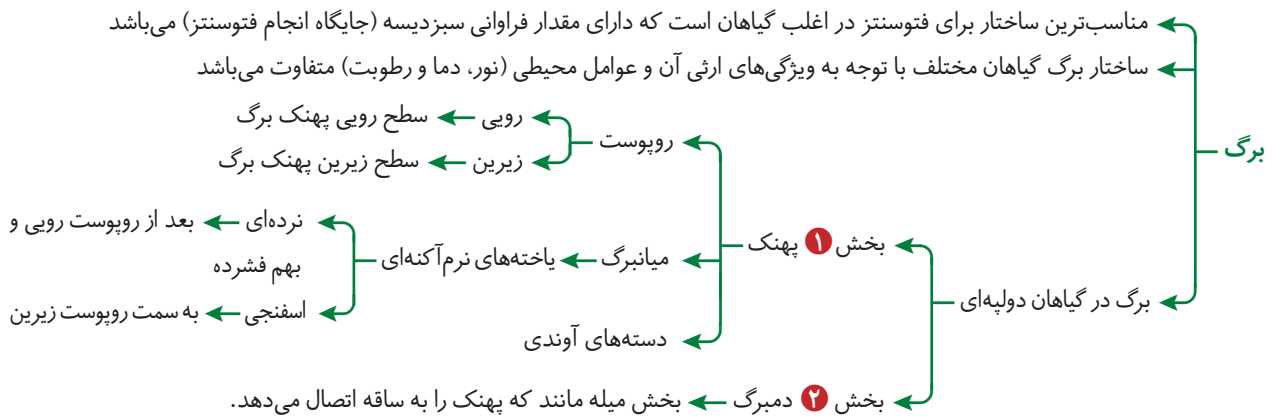 مناسب‌ترین ساختار برای فتوسنتز در اغلب گیاهان است که دارای مقدار فراوانی سبزدیسه (جایگاه انجام فتوسنتز) می‌باشد
ساختار برگ گیاهان مختلف با توجه به ویژگی‌های ارثی آن و عوامل محیطی (نور، دما و رطوبت) متفاوت می‌باشد
برگ
روپوست
رویی
سطح رویی پهنک برگ
زیرین
سطح زیرین پهنک برگ
برگ در گیاهان دولپه‌ای
بخش ۱ پهنک
میانبرگ
یاخته‌های نرم‌آکنه‌ای
نرده‌ای
بعد از روپوست رویی و
بهم فشرده
اسفنجی
به سمت روپوست زیرین
دسته‌های آوندی
بخش ۲ دمبرگ
بخش میله مانند که پهنک را به ساقه اتصال می‌دهد.